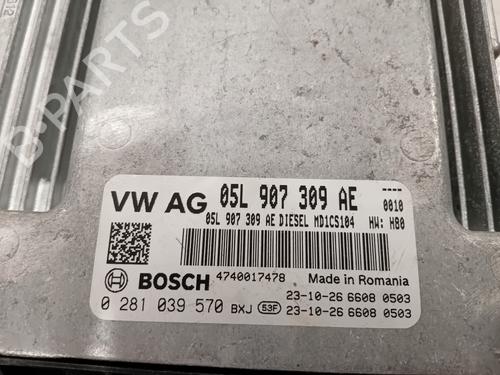 B-PARTS
VW AG 05L 907 309 AE ----
0010
05L 907 309 AE DIESEL MD1CS104 HW: H80
BOSCH 4740017478 Made in Romania
23-10-26 6608 0503
0 281 039 570 BXJ 53F 23-10-26 6608 0503